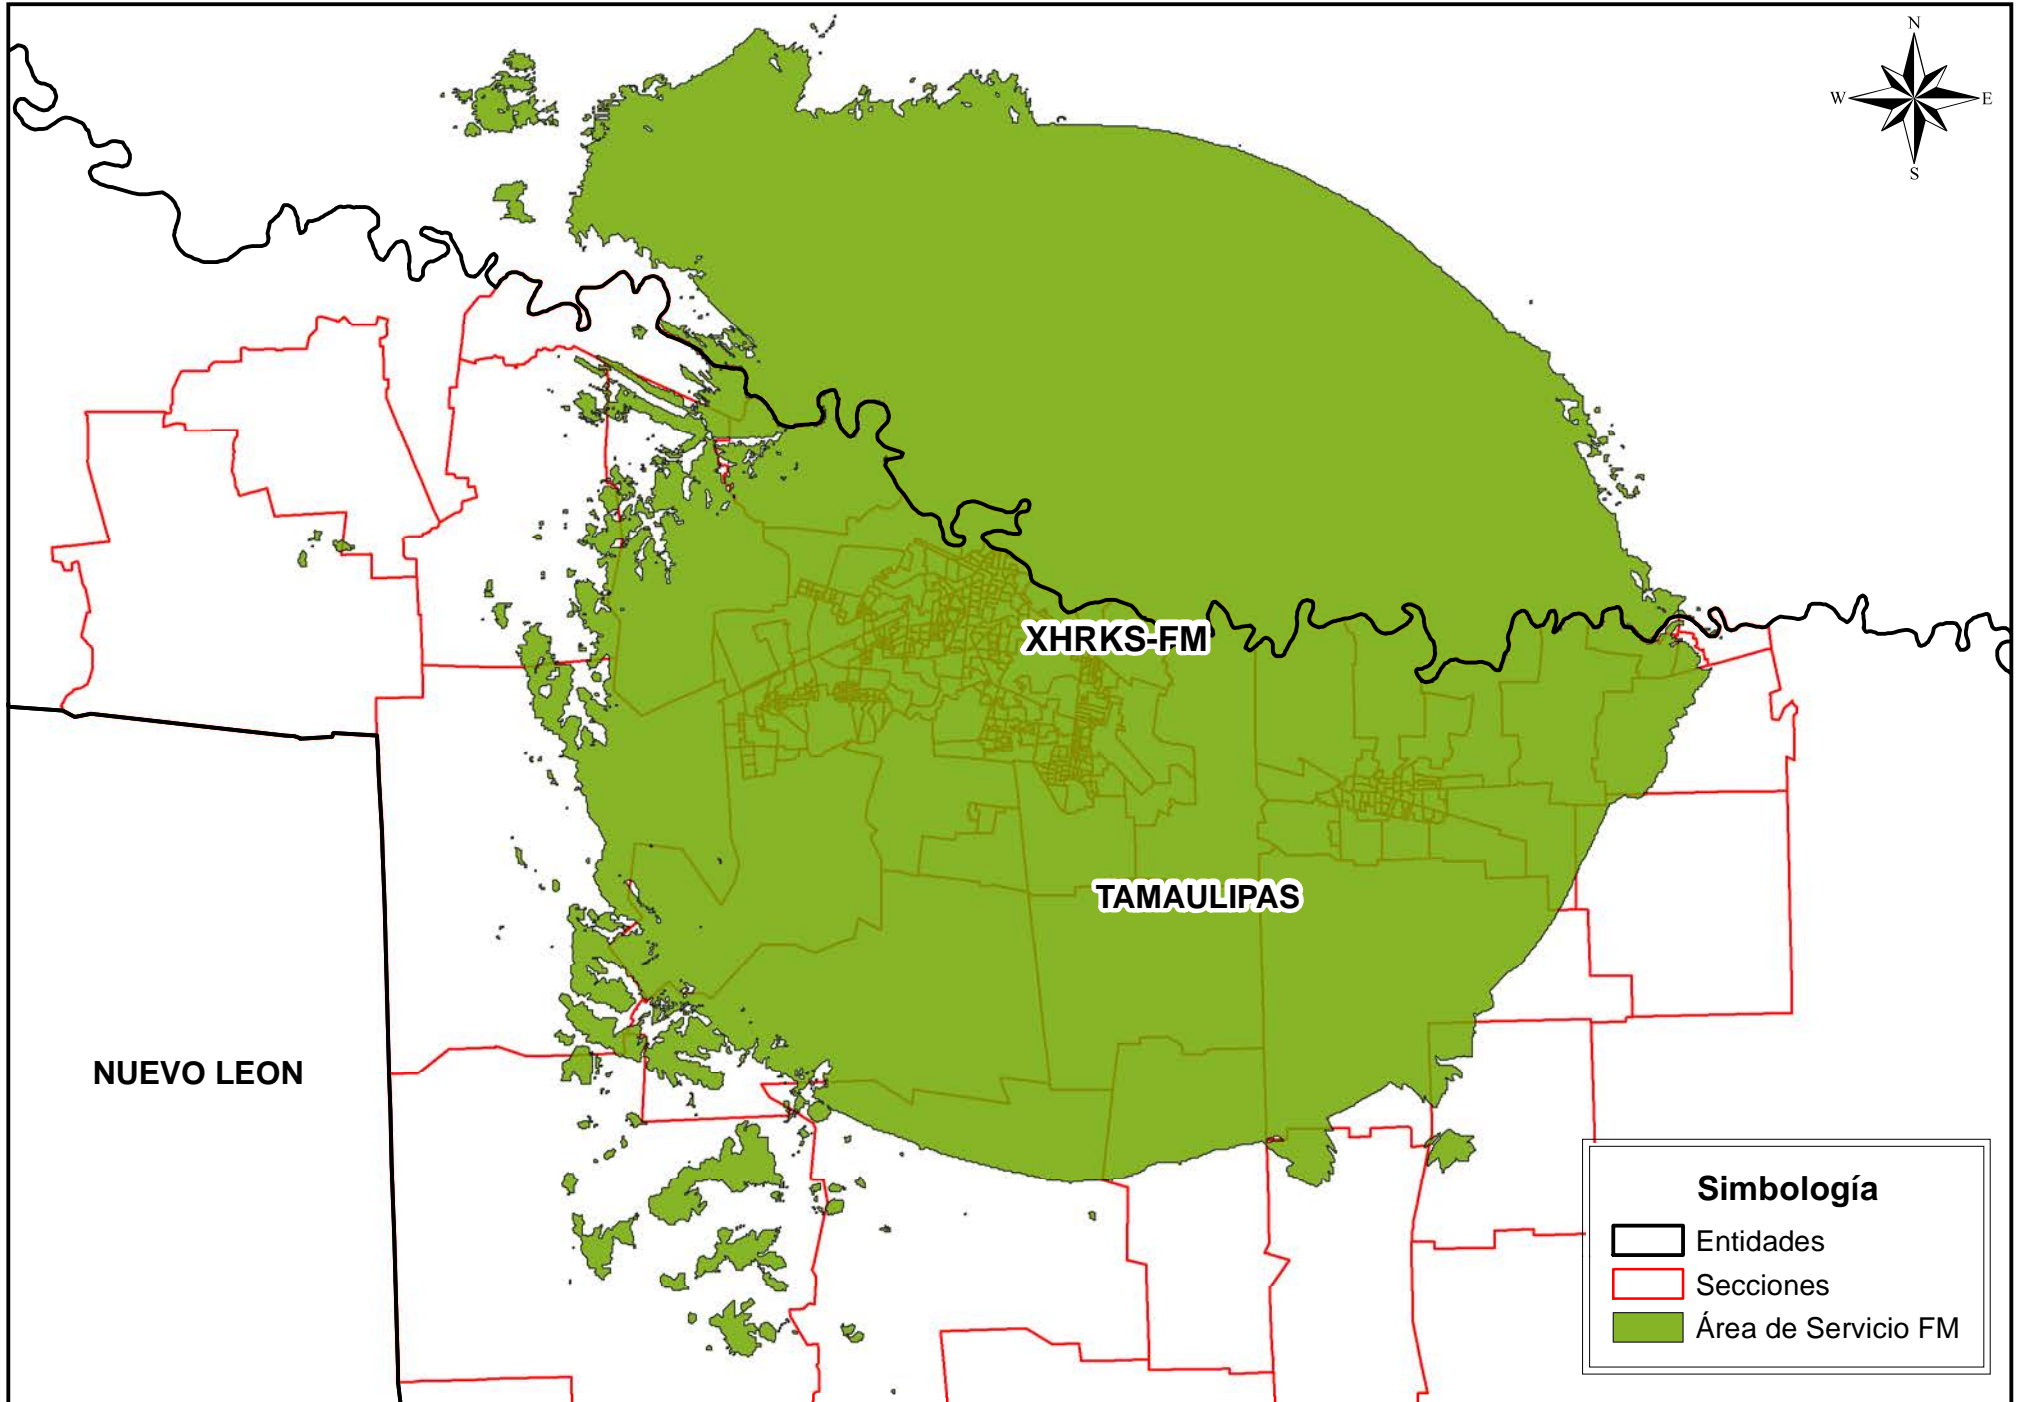 N
W E
S
XHRKS-FM
TAMAULIPAS
NUEVO LEON
Simbología
Entidades
Secciones
Área de Servicio FM